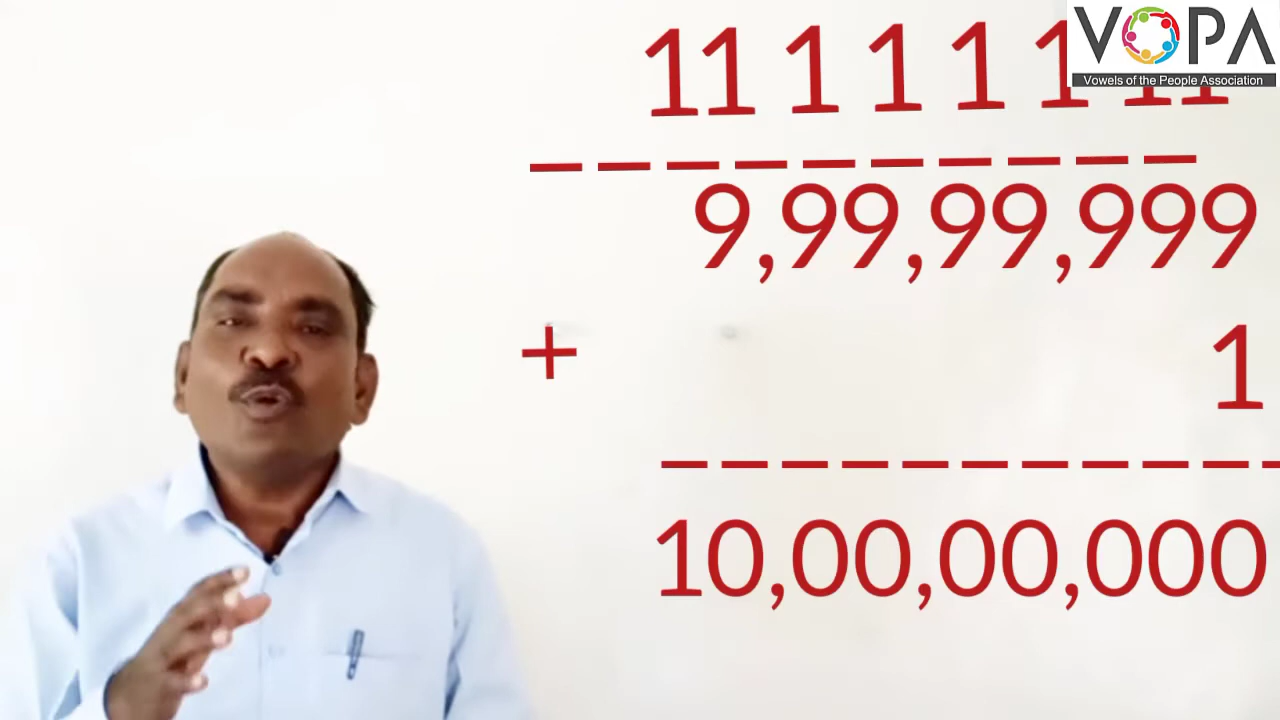 11 1 1 1 1 11
VOPA
Vowels of the People Association
9,99,99,999
+ 1
10,00,00,000